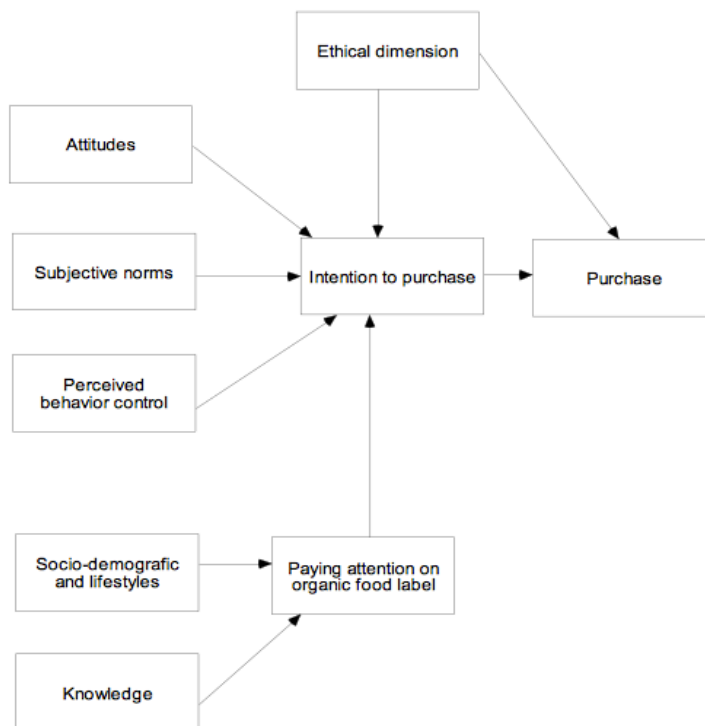 Ethical dimension
Attitudes
Subjective norms
Intention to purchase
Purchase
Perceived
behavior control
Socio-demografic
and lifestyles
Paying attention on
organic food label
Knowledge